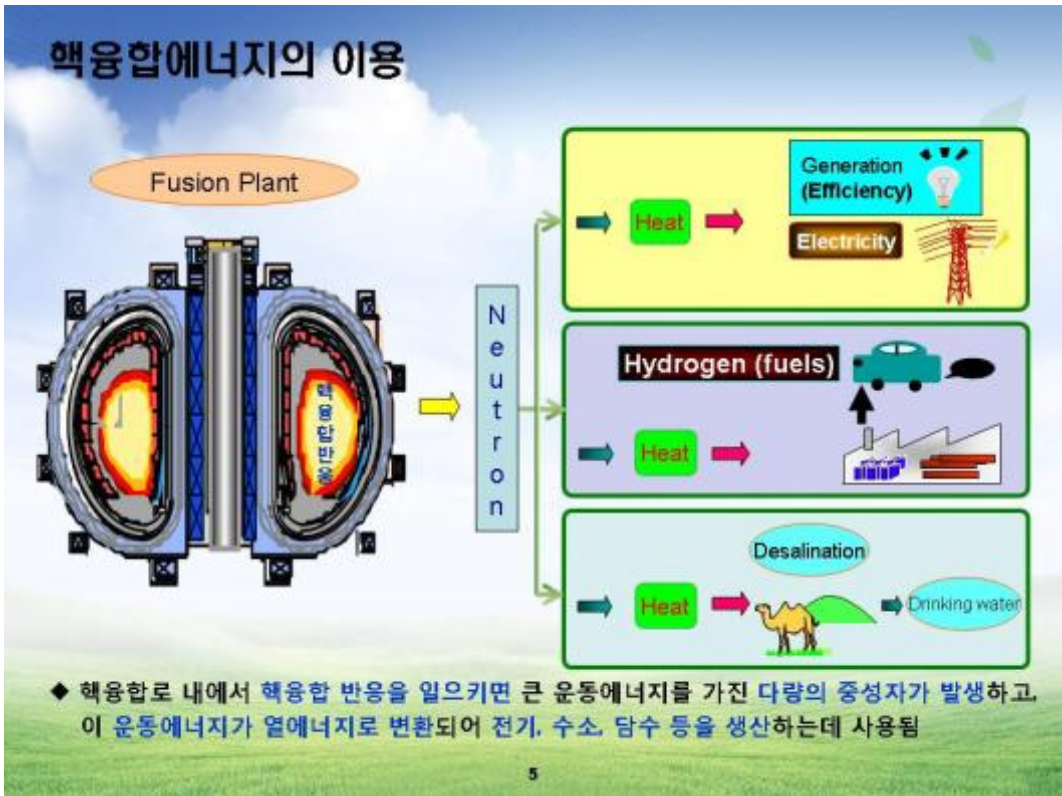 핵융합에너지의 이용
Fusion Plant
핵융합반응
Neutron
Heat
Generation
(Efficiency)
Electricity
Hydrogen (fuels)
Heat
Heat
Desalination
Drinking water
◆ 핵융합로 내에서 핵융합 반응을 일으키면 큰 운동에너지를 가진 다량의 중성자가 발생하고,
이 운동에너지가 열에너지로 변환되어 전기, 수소, 담수 등을 생산하는데 사용됨
5